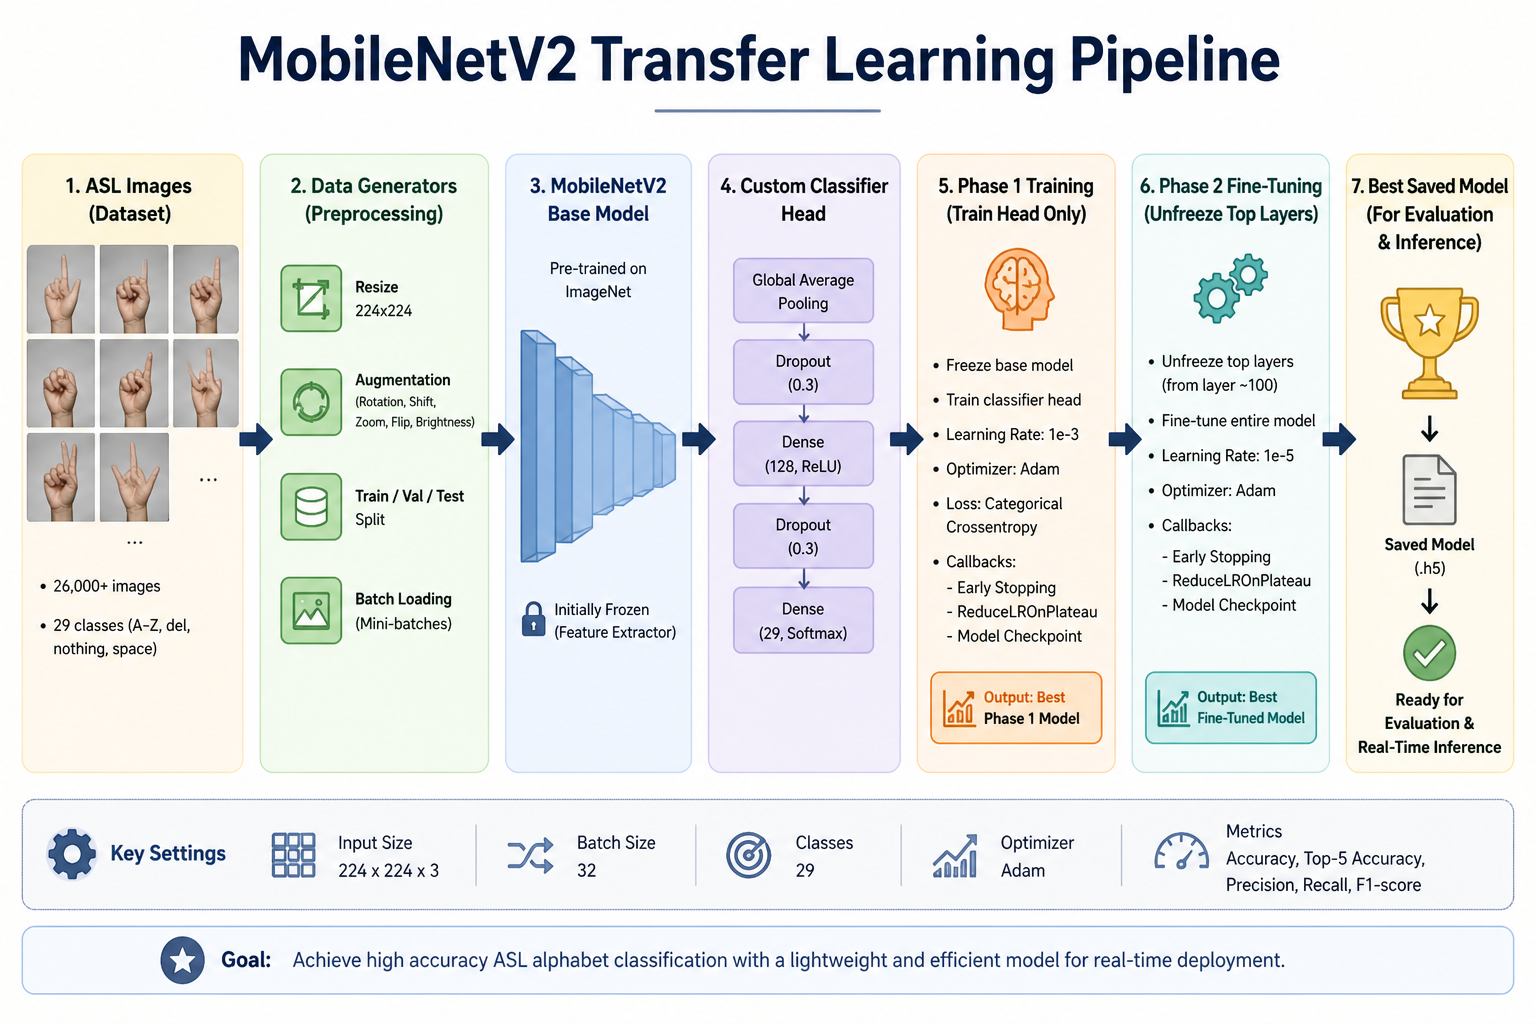 MobileNetV2 Transfer Learning Pipeline
1. ASL Images
(Dataset)
...
...
• 26,000+ images
• 29 classes (A–Z, del,
nothing, space)
2. Data Generators
(Preprocessing)
Resize
224x224
Augmentation
(Rotation, Shift,
Zoom, Flip, Brightness)
Train / Val / Test
Split
Batch Loading
(Mini-batches)
3. MobileNetV2
Base Model
Pre-trained on
ImageNet
Initially Frozen
(Feature Extractor)
4. Custom Classifier
Head
Global Average
Pooling
Dropout
(0.3)
Dense
(128, ReLU)
Dropout
(0.3)
Dense
(29, Softmax)
5. Phase 1 Training
(Train Head Only)
• Freeze base model
• Train classifier head
• Learning Rate: 1e-3
• Optimizer: Adam
• Loss: Categorical
Crossentropy
• Callbacks:
- Early Stopping
- ReduceLROnPlateau
- Model Checkpoint
Output: Best
Phase 1 Model
6. Phase 2 Fine-Tuning
(Unfreeze Top Layers)
• Unfreeze top layers
(from layer ~100)
• Fine-tune entire model
• Learning Rate: 1e-5
• Optimizer: Adam
• Callbacks:
- Early Stopping
- ReduceLROnPlateau
- Model Checkpoint
Output: Best
Fine-Tuned Model
7. Best Saved Model
(For Evaluation
& Inference)
Saved Model
(.h5)
Ready for
Evaluation &
Real-Time Inference
Key Settings
Input Size
224 x 224 x 3
Batch Size
32
Classes
29
Optimizer
Adam
Metrics
Accuracy, Top-5 Accuracy,
Precision, Recall, F1-score
Goal: Achieve high accuracy ASL alphabet classification with a lightweight and efficient model for real-time deployment.